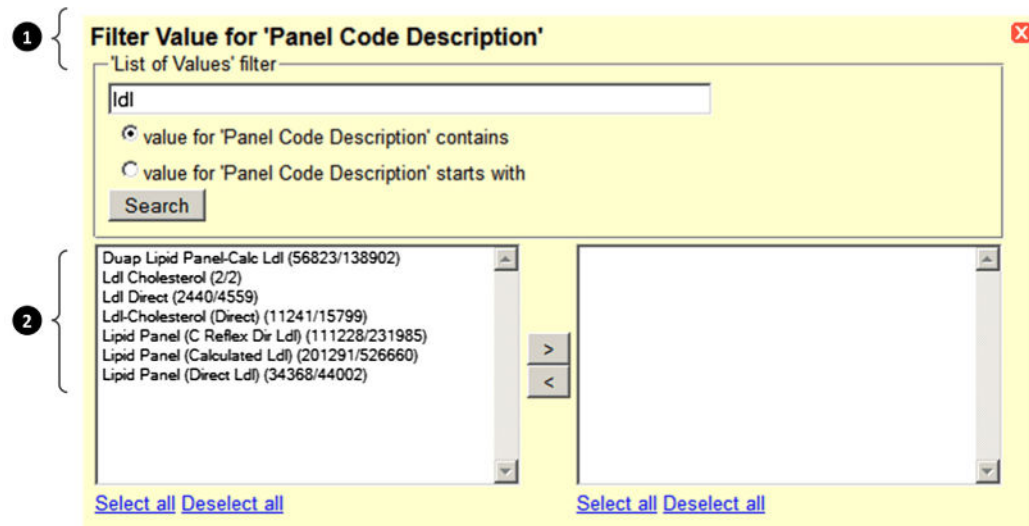 1
Filter Value for 'Panel Code Description'
X
'List of Values' filter
ldl
value for 'Panel Code Description' contains
value for 'Panel Code Description' starts with
Search
2
Duap Lipid Panel-Calc Ldl (56823/138902)
Ldl Cholesterol (2/2)
Ldl Direct (2440/4559)
Ldl-Cholesterol (Direct) (11241/15799)
Lipid Panel (C Reflex Dir Ldl) (111228/231985)
Lipid Panel (Calculated Ldl) (201291/526660)
Lipid Panel (Direct Ldl) (34368/44002)
>
<
Select all Deselect all
Select all Deselect all